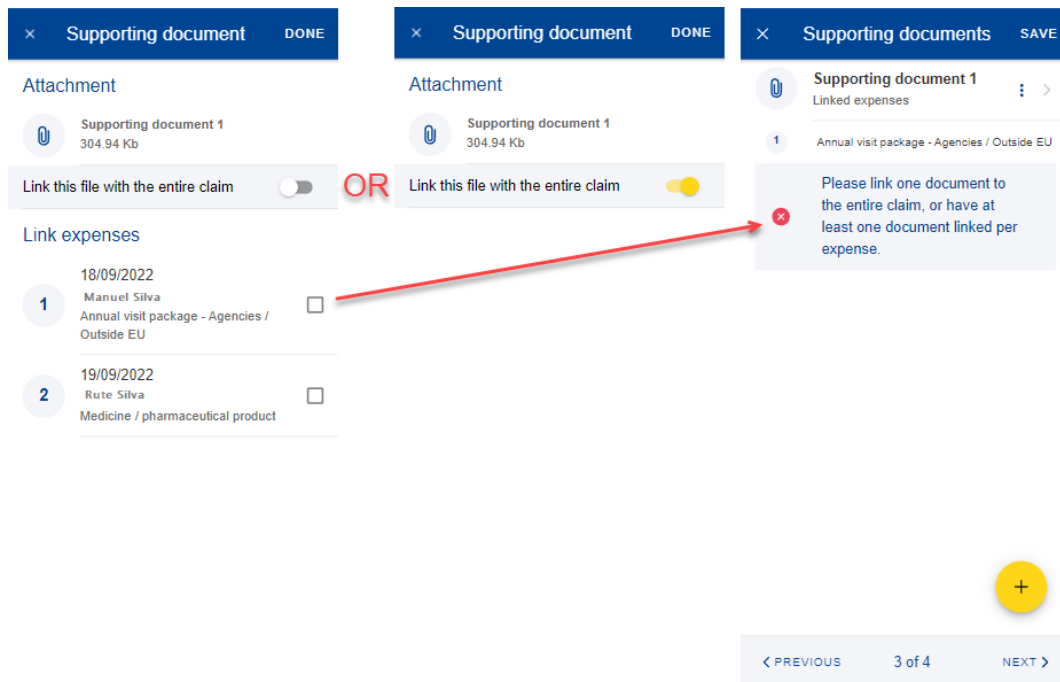 × Supporting document DONE
Attachment
Supporting document 1
304.94 Kb
Link this file with the entire claim
Link expenses
18/09/2022
1 Manuel Silva
Annual visit package - Agencies /
Outside EU
19/09/2022
2 Rute Silva
Medicine / pharmaceutical product
OR
× Supporting document DONE
Attachment
Supporting document 1
304.94 Kb
Link this file with the entire claim
× Supporting documents SAVE
Supporting document 1
Linked expenses
1 Annual visit package - Agencies / Outside EU
Please link one document to
the entire claim, or have at
least one document linked per
expense.
+
< PREVIOUS 3 of 4 NEXT >